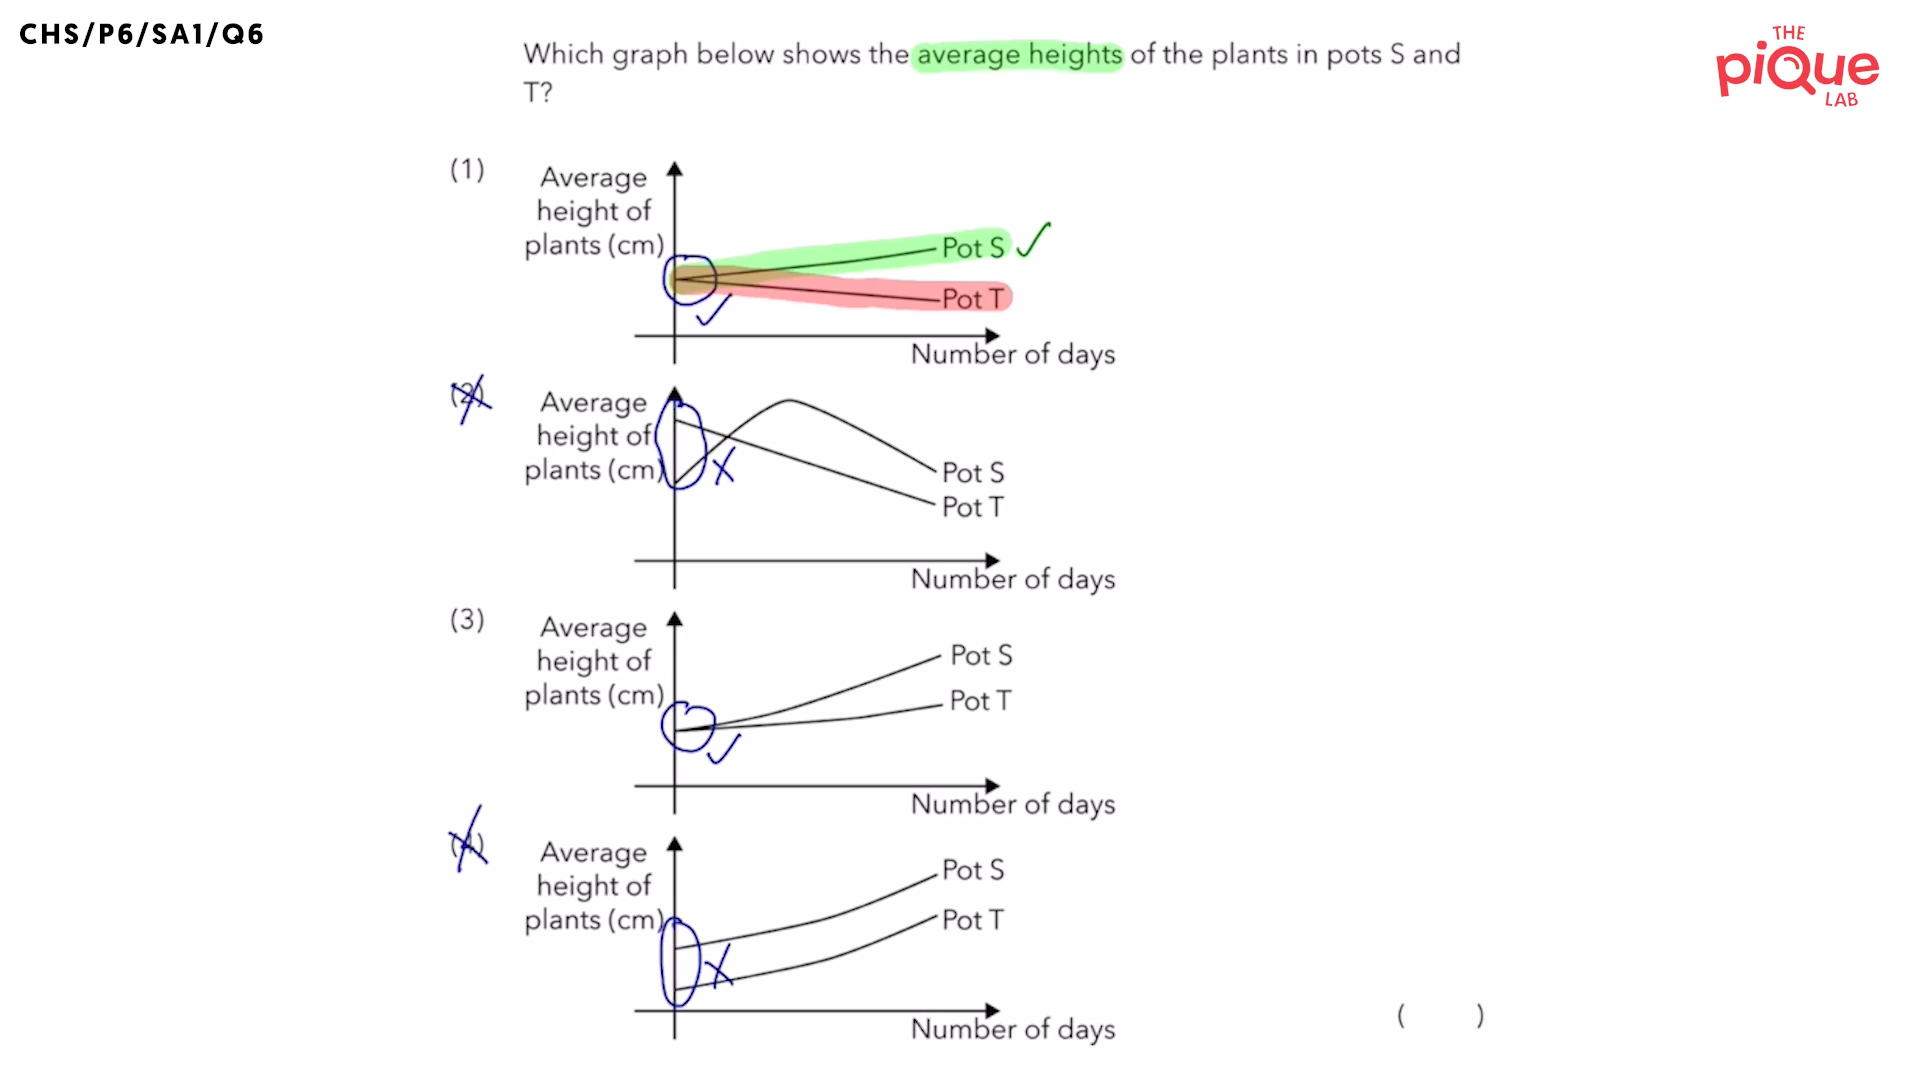 CHS/P6/SA1/Q6
THE
piQue
LAB
Which graph below shows the average heights of the plants in pots S and
T?
(1)
Average
height of
plants (cm)
Pot S
Pot T
Number of days
(2)
Average
height of
plants (cm)
Pot S
Pot T
Number of days
(3)
Average
height of
plants (cm)
Pot S
Pot T
Number of days
(4)
Average
height of
plants (cm)
Pot S
Pot T
Number of days
( )